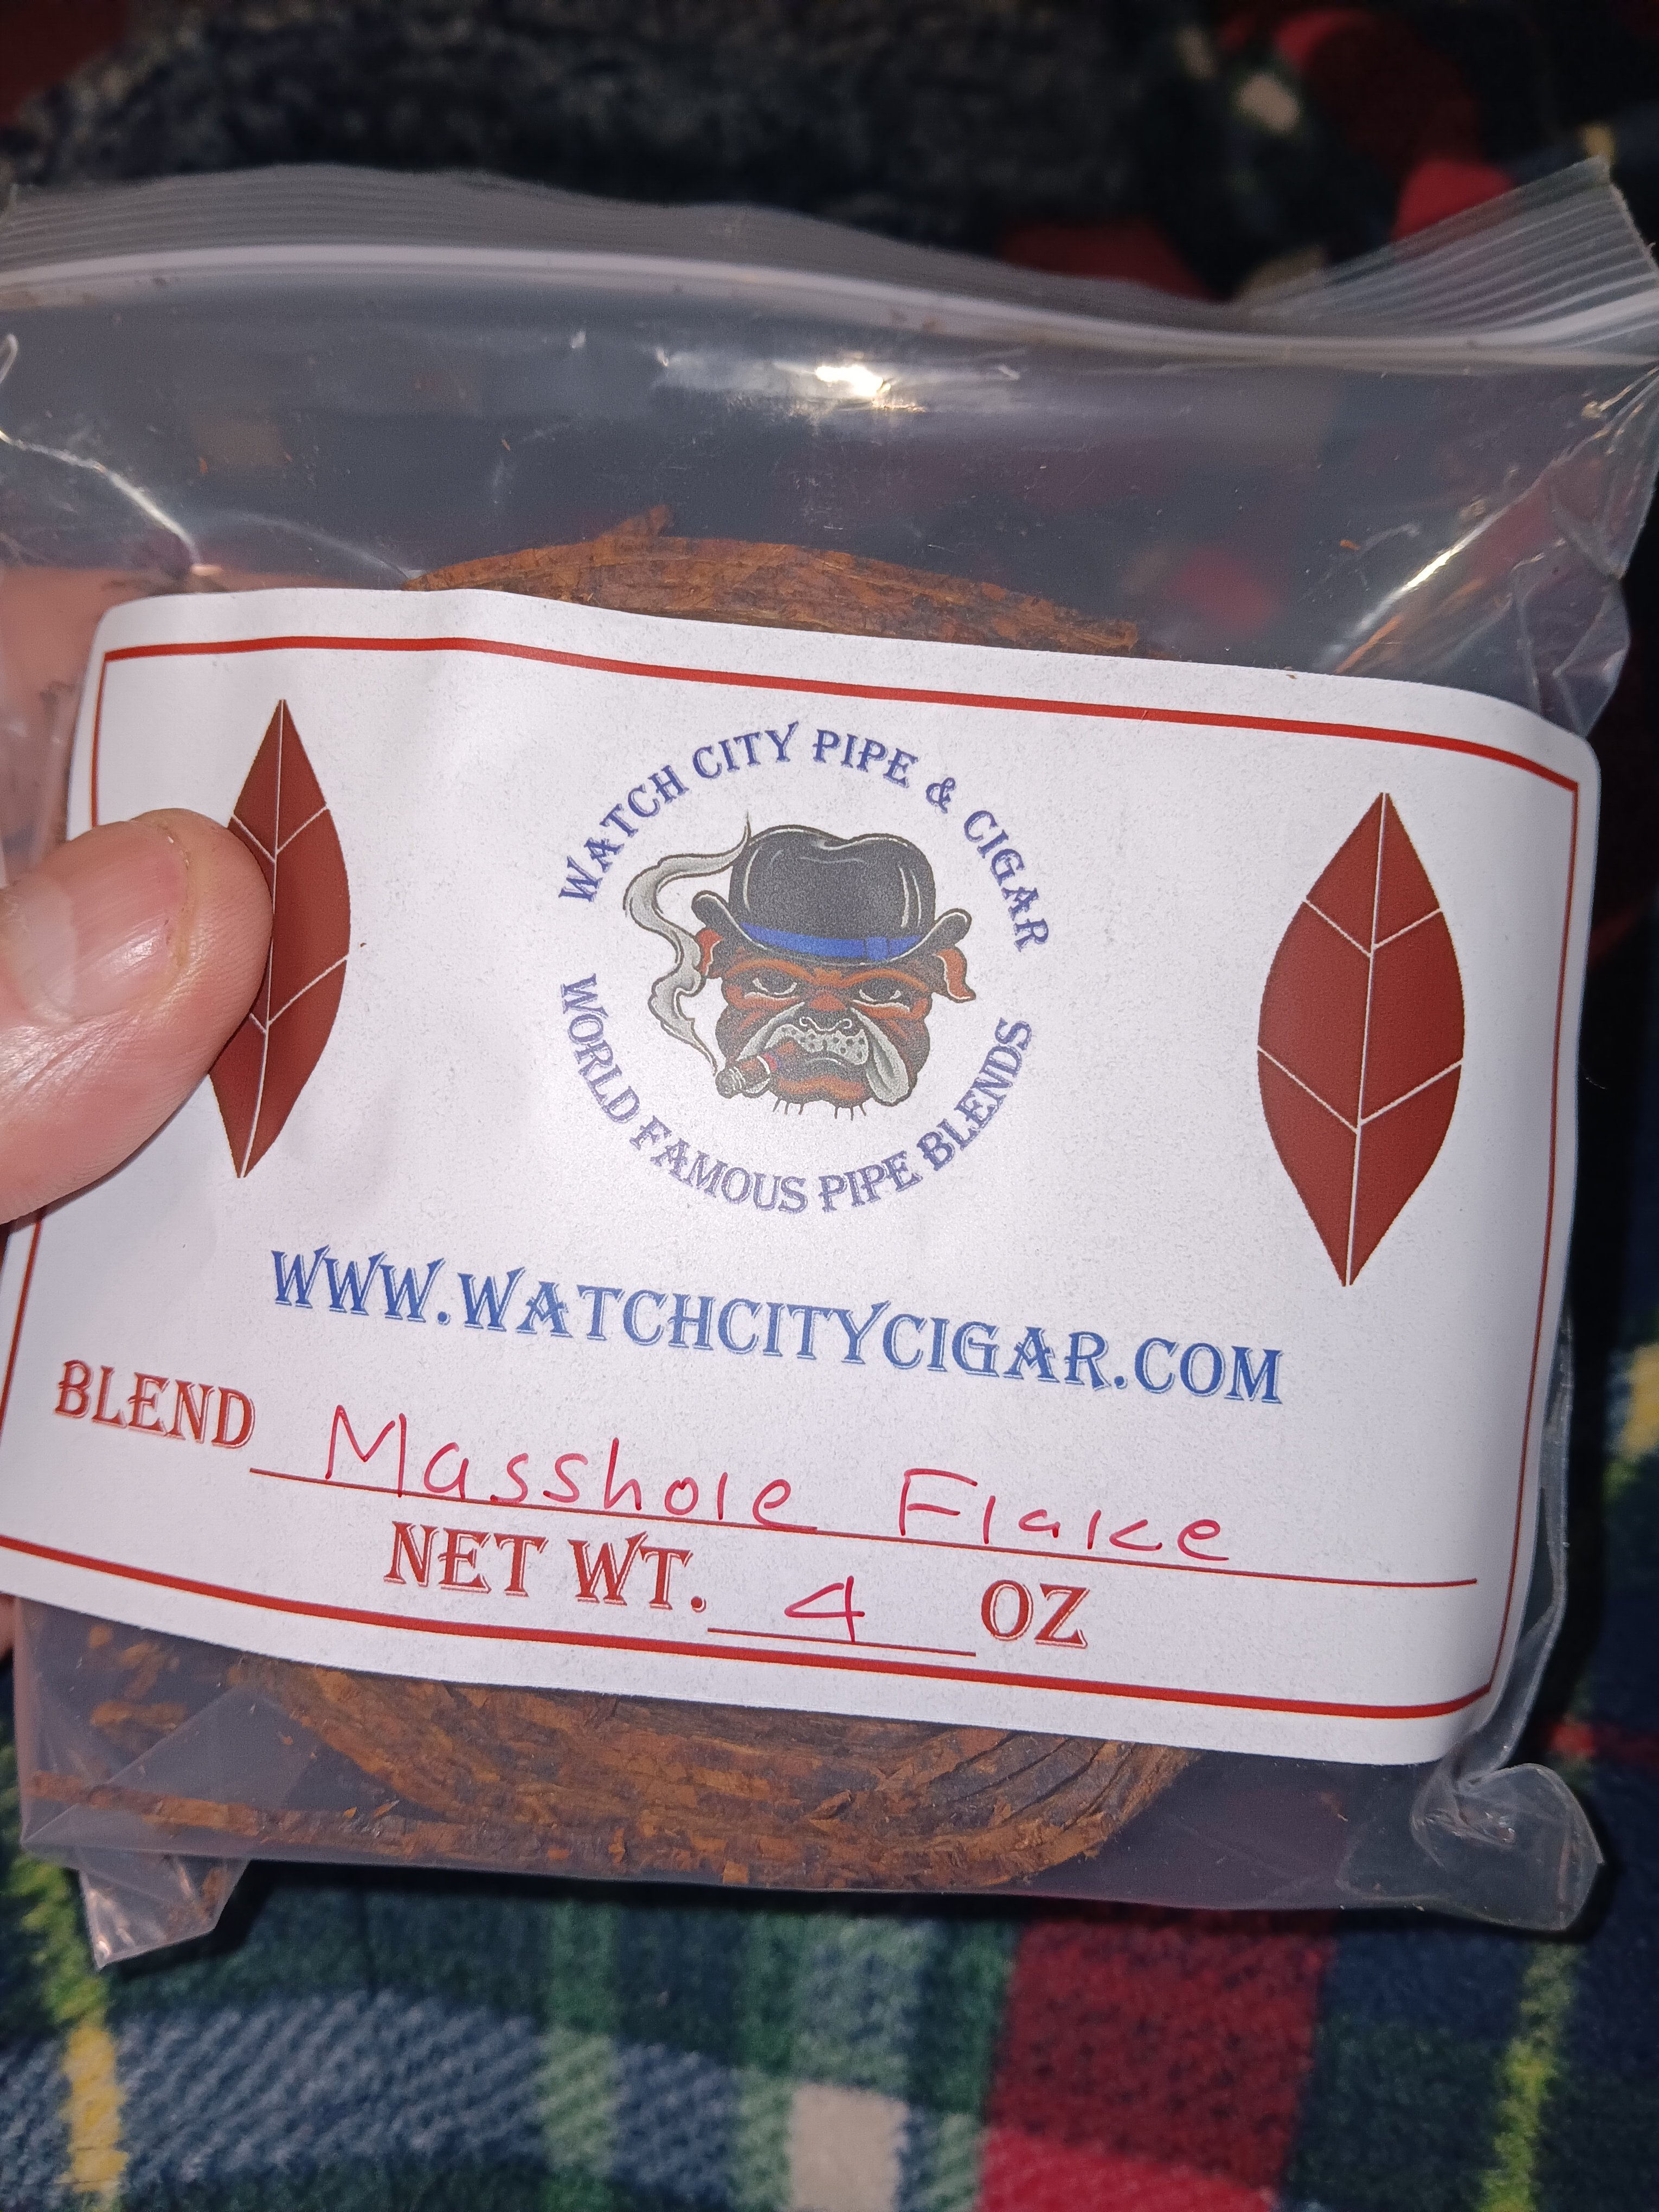 WATCH CITY PIPE & CIGAR
WORLD FAMOUS PIPE BLENDS
WWW.WATCHCITYCIGAR.COM
BLEND Masshole Flake
NET WT. 4 OZ